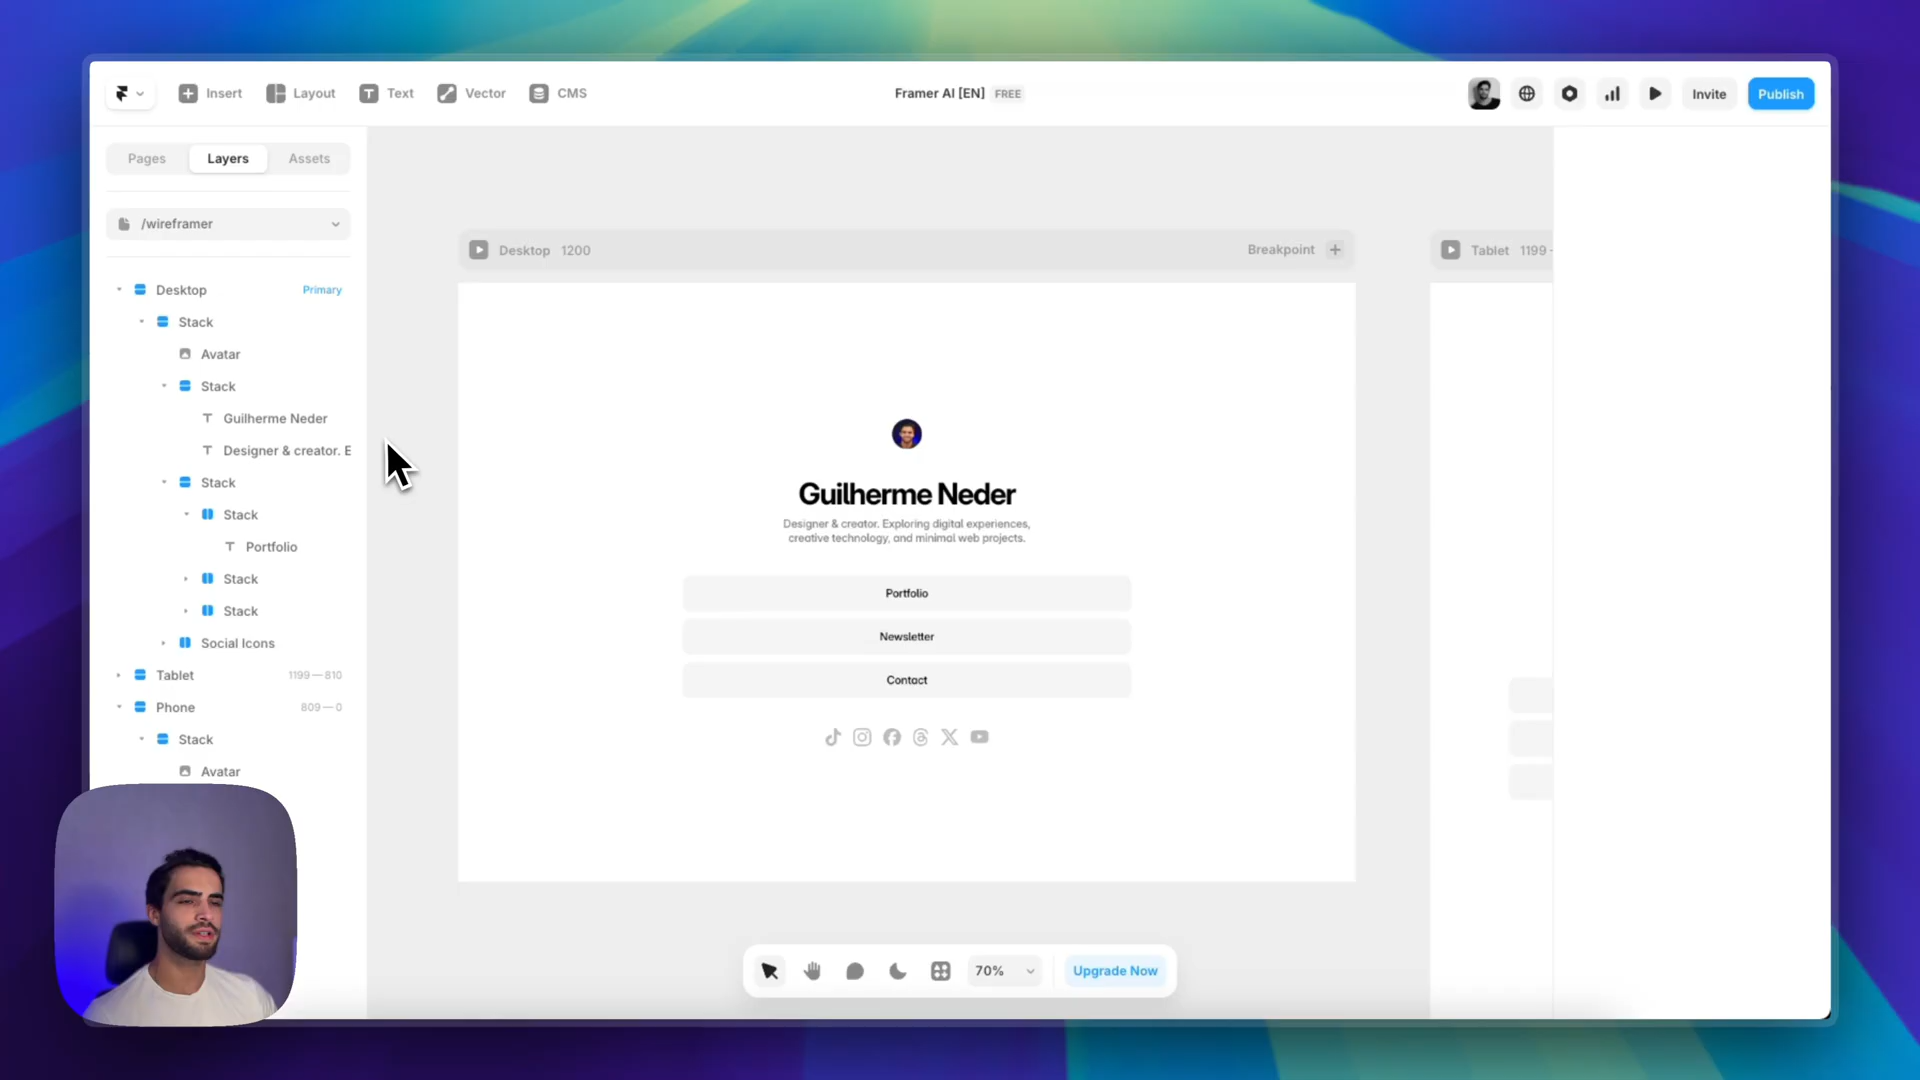 Insert
Layout
Text
Vector
CMS
Framer AI [EN] FREE
Invite
Publish
Pages
Layers
Assets
/wireframer
Desktop Primary
Stack
Avatar
Stack
Guilherme Neder
Designer & creator. E
Stack
Stack
Portfolio
Stack
Stack
Social Icons
Tablet 1199—810
Phone 809—0
Stack
Avatar
Desktop 1200
Breakpoint
Tablet 1199 -
Guilherme Neder
Designer & creator. Exploring digital experiences,
creative technology, and minimal web projects.
Portfolio
Newsletter
Contact
70%
Upgrade Now